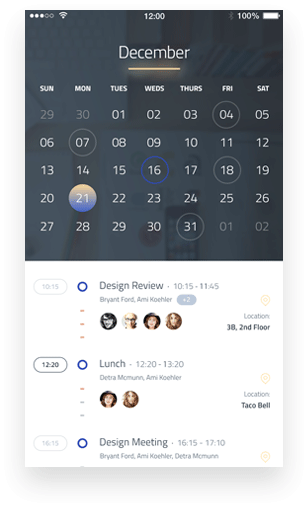 12:00 100%
December
SUN MON TUES WEDS THURS FRI SAT
29 30 01 02 03 04 05
06 07 08 09 10 11 12
13 14 15 16 17 18 19
20 21 22 23 24 25 26
27 28 29 30 31 01 02
10:15 Design Review · 10:15 - 11:45
Bryant Ford, Ami Koehler +2
Location:
3B, 2nd Floor
12:20 Lunch · 12:20 - 13:20
Detra Mcmunn, Ami Koehler
Location:
Taco Bell
16:15 Design Meeting · 16:15 - 17:10
Bryant Ford, Ami Koehler, Detra Mcmunn